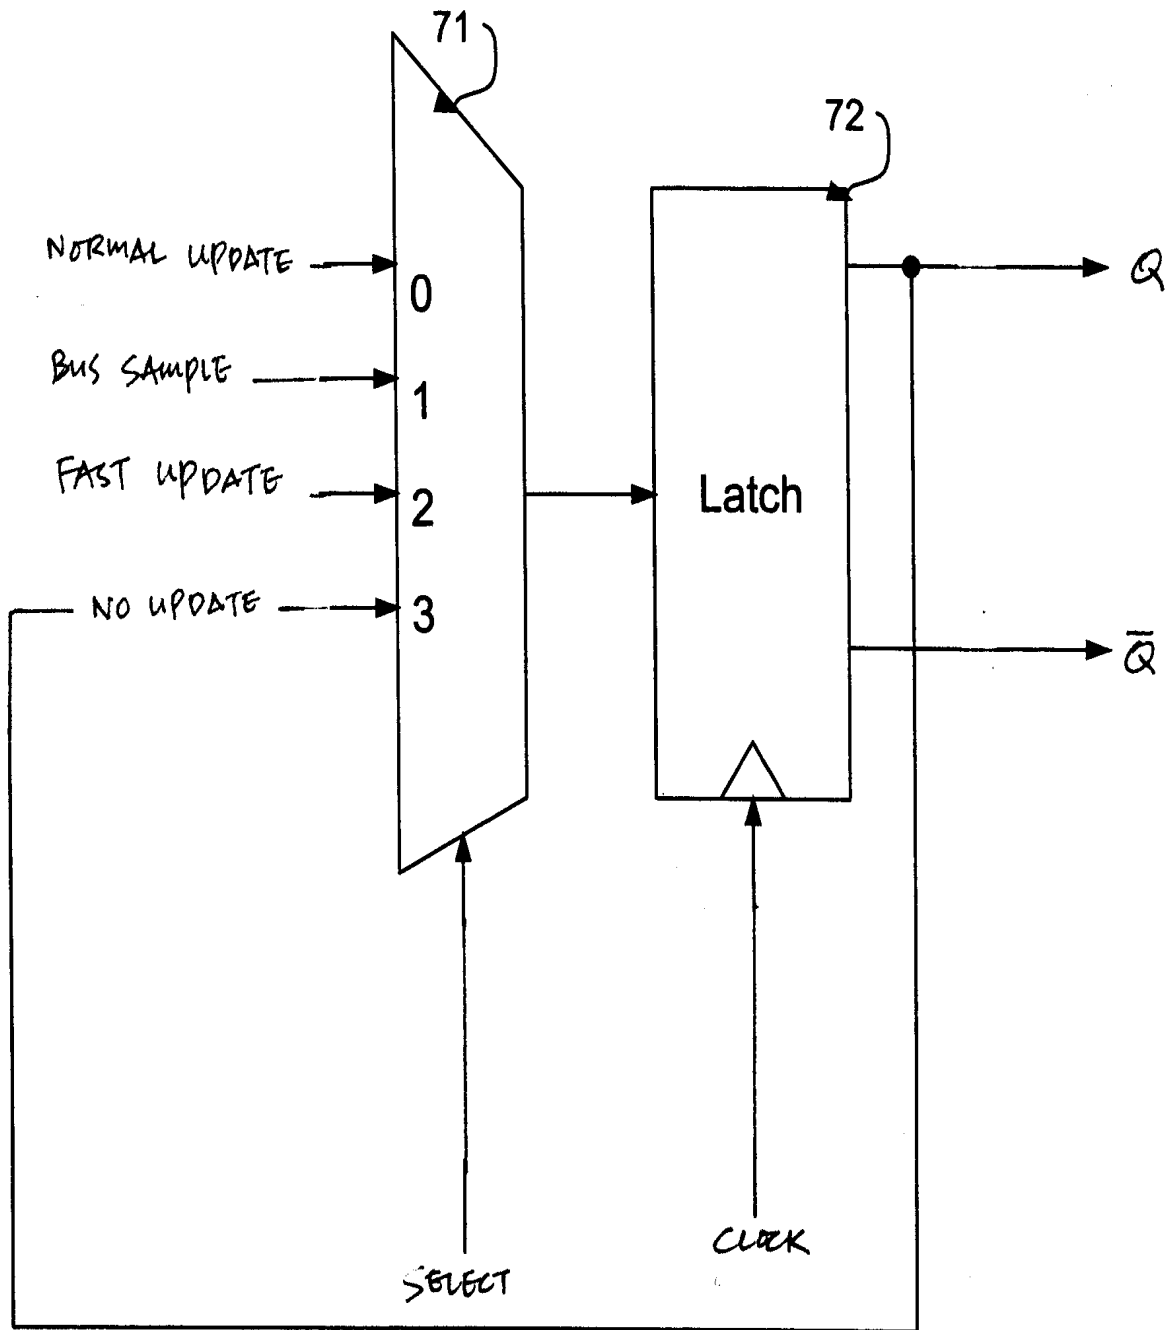 71
72
NORMAL UPDATE
0
Q
BUS SAMPLE
1
FAST UPDATE
2
Latch
NO UPDATE
3
Q̅
CLOCK
SELECT